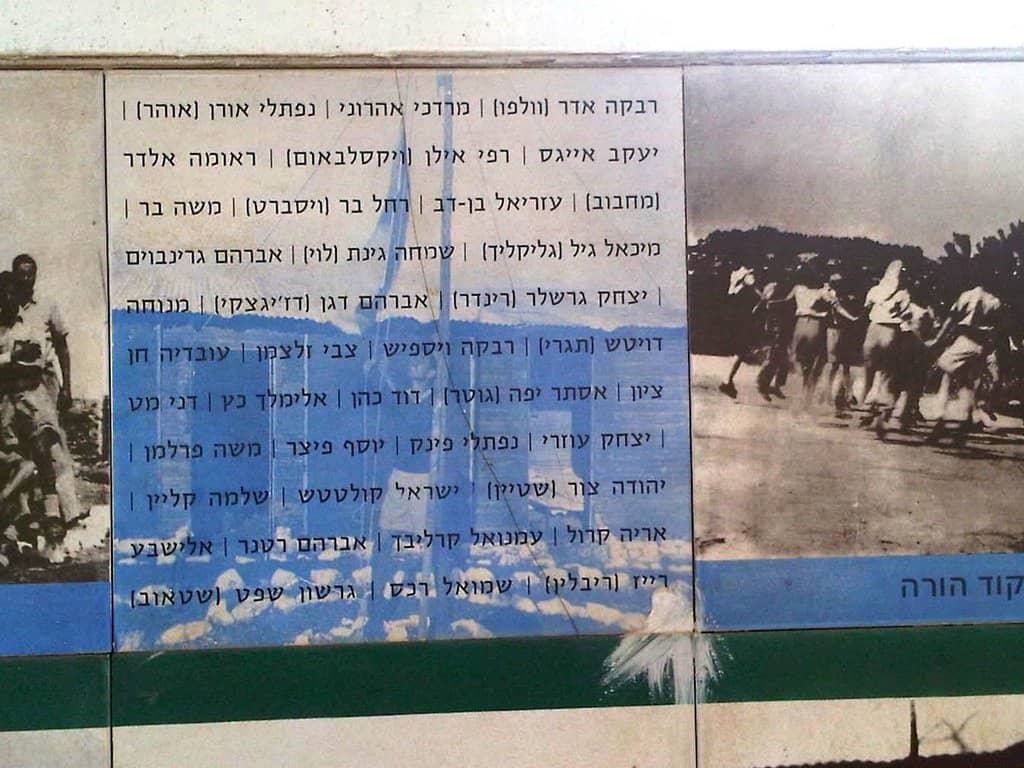 רבקה אדר (וולפו) | מרדכי אהרוני | נפתלי אורן (אוהר) |
יעקב אייגס | רפי אילן (ויקסלבאום) | ראומה אלדר
(מחבוב) | עזריאל בן-דב | רחל בר (ויסברט) | משה בר |
מיכאל גיל (גליקליך) | שמחה גינת (לוי) | אברהם גרינבוים
| יצחק גרשלר (רינדר) | אברהם דגן (דז'יגצקי) | מנוחה
דויטש (תגרי) | רבקה ויספיש | צבי זלצמן | עובדיה חן
ציון | אסתר יפה (גוטר) | דוד כהן | אלימלך כץ | דני מט
| יצחק עוזרי | נפתלי פינק | יוסף פיצר | משה פרלמן |
יהודה צור (שטיין) | ישראל קולטטש | שלמה קליין |
אריה קרול | עמנואל קרליבך | אברהם רטנר | אלישבע
רייז (ריבלין) | שמואל רכס | גרשון שפט (שטאוב)
קוד הורה